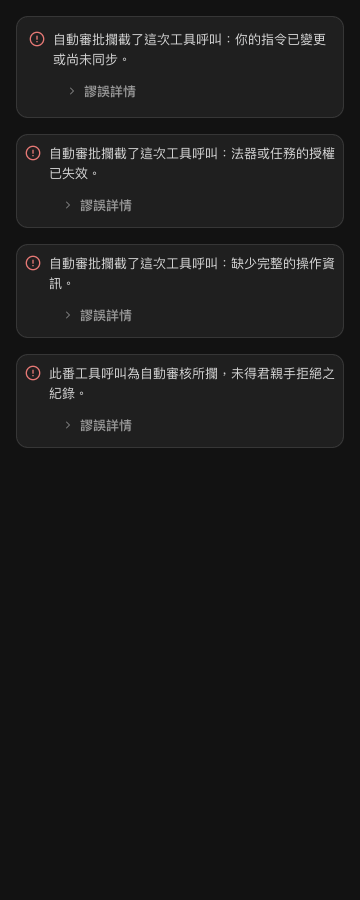 自動審批攔截了這次工具呼叫：你的指令已變更
或尚未同步。
謬誤詳情
自動審批攔截了這次工具呼叫：法器或任務的授權
已失效。
謬誤詳情
自動審批攔截了這次工具呼叫：缺少完整的操作資
訊。
謬誤詳情
此番工具呼叫為自動審核所攔，未得君親手拒絕之
紀錄。
謬誤詳情